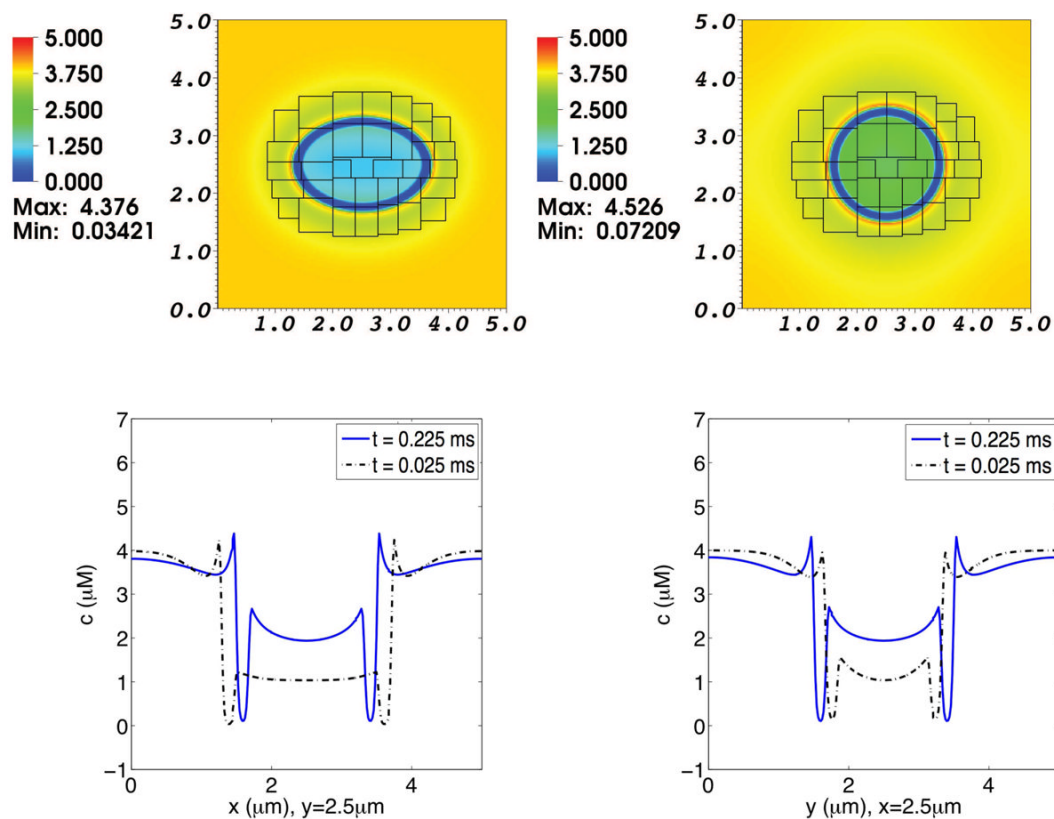 5.000
3.750
2.500
1.250
0.000
Max: 4.376
Min: 0.03421
5.0
4.0
3.0
2.0
1.0
0.0
1.0 2.0 3.0 4.0 5.0
5.000
3.750
2.500
1.250
0.000
Max: 4.526
Min: 0.07209
5.0
4.0
3.0
2.0
1.0
0.0
1.0 2.0 3.0 4.0 5.0
7
6
5
4
3
2
1
0
−1
c (μM)
t = 0.225 ms
t = 0.025 ms
0 2 4
x (μm), y=2.5μm
7
6
5
4
3
2
1
0
−1
c (μM)
t = 0.225 ms
t = 0.025 ms
0 2 4
y (μm), x=2.5μm